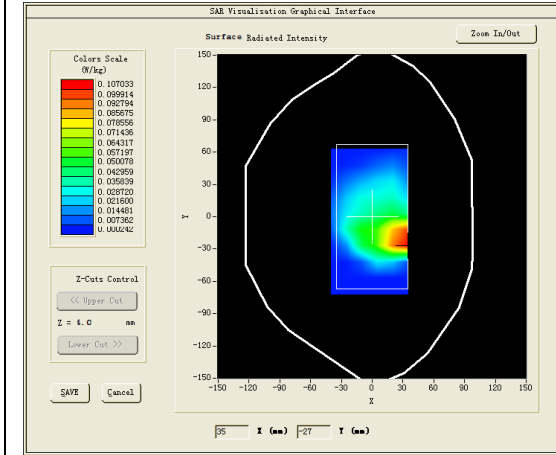 SAR Visualisation Graphical Interface
Surface Radiated Intensity
Zoom In/Out
Colors Scale
(W/kg)
0.107033
0.099914
0.092794
0.085675
0.078556
0.071436
0.064317
0.057197
0.050078
0.042959
0.035839
0.028720
0.021600
0.014481
0.007362
0.000242
Z-Cuts Control
<< Upper Cut
Z = 4.0 mm
Lower Cut >>
SAVE
Cancel
150
120
90
60
30
0
-30
-60
-90
-120
-150
Y
-150 -120 -90 -60 -30 0 30 60 90 120 150
X
35 X (mm) -27 Y (mm)